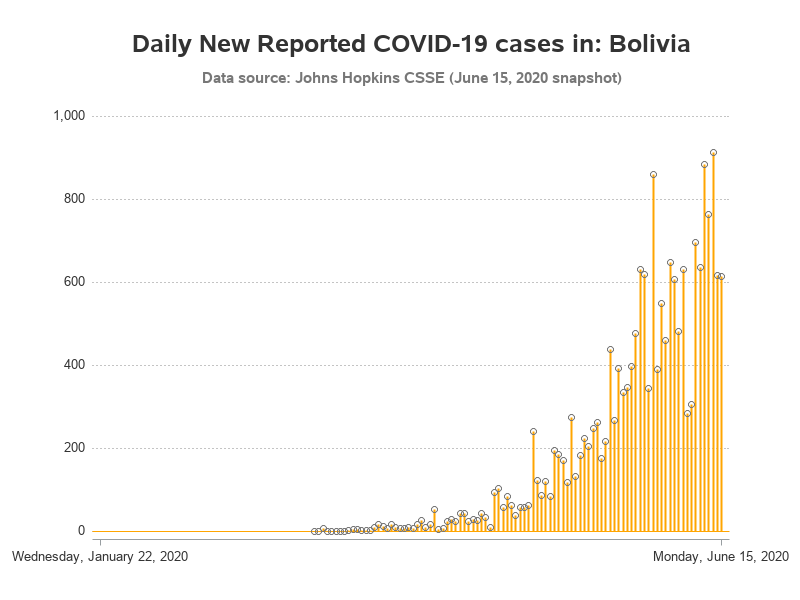 Daily New Reported COVID-19 cases in: Bolivia
Data source: Johns Hopkins CSSE (June 15, 2020 snapshot)
1,000
800
600
400
200
0
Wednesday, January 22, 2020
Monday, June 15, 2020